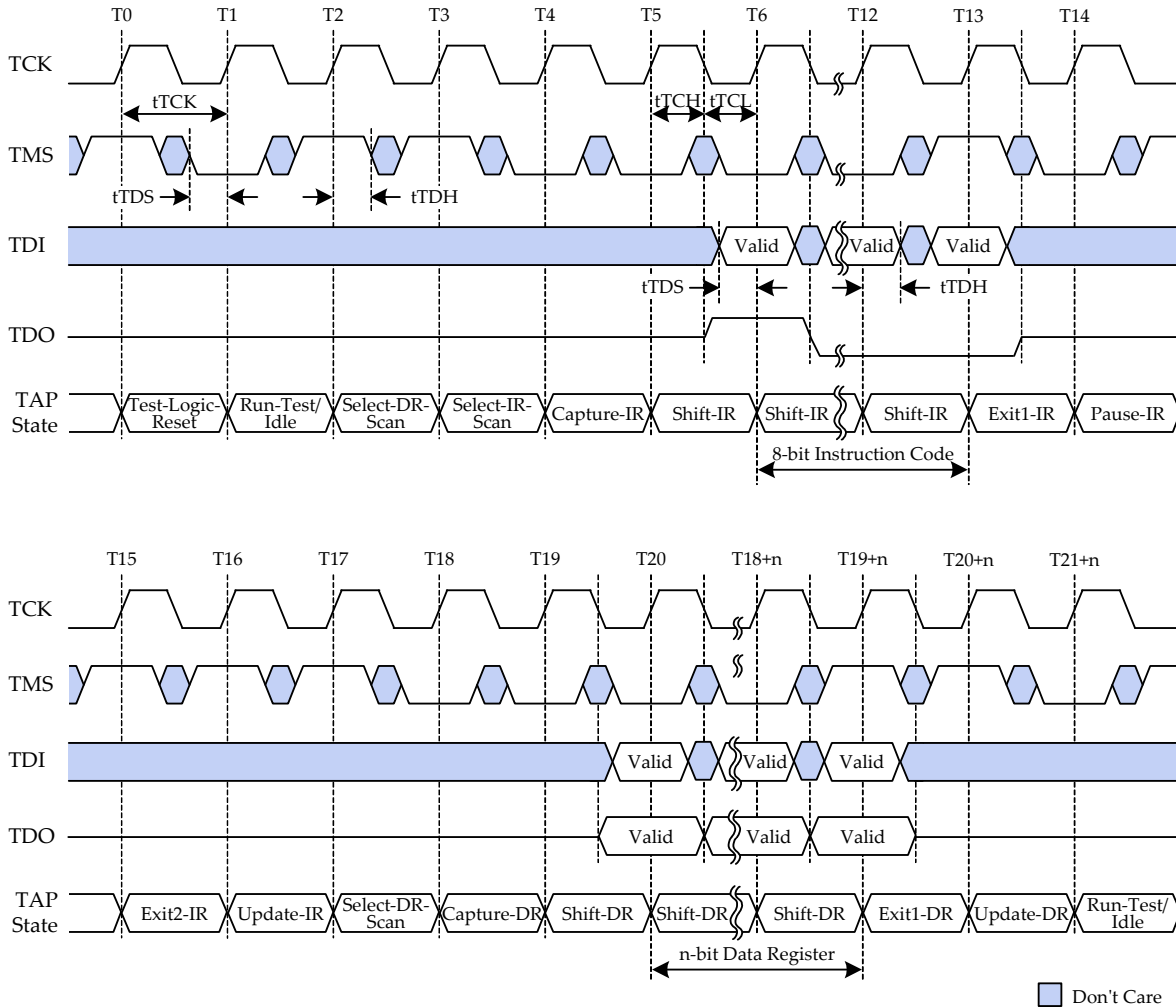 T0 T1 T2 T3 T4 T5 T6 T12 T13 T14
TCK
tTCK tTCH tTCL
TMS
tTDS tTDH
TDI Valid Valid Valid
tTDS tTDH
TDO
TAP State
Test-Logic-Reset Run-Test/Idle Select-DR-Scan Select-IR-Scan Capture-IR Shift-IR Shift-IR Shift-IR Exit1-IR Pause-IR
8-bit Instruction Code
T15 T16 T17 T18 T19 T20 T18+n T19+n T20+n T21+n
TCK
TMS
TDI Valid Valid Valid
TDO Valid Valid Valid
TAP State
Exit2-IR Update-IR Select-DR-Scan Capture-DR Shift-DR Shift-DR Shift-DR Exit1-DR Update-DR Run-Test/Idle
n-bit Data Register
Don't Care